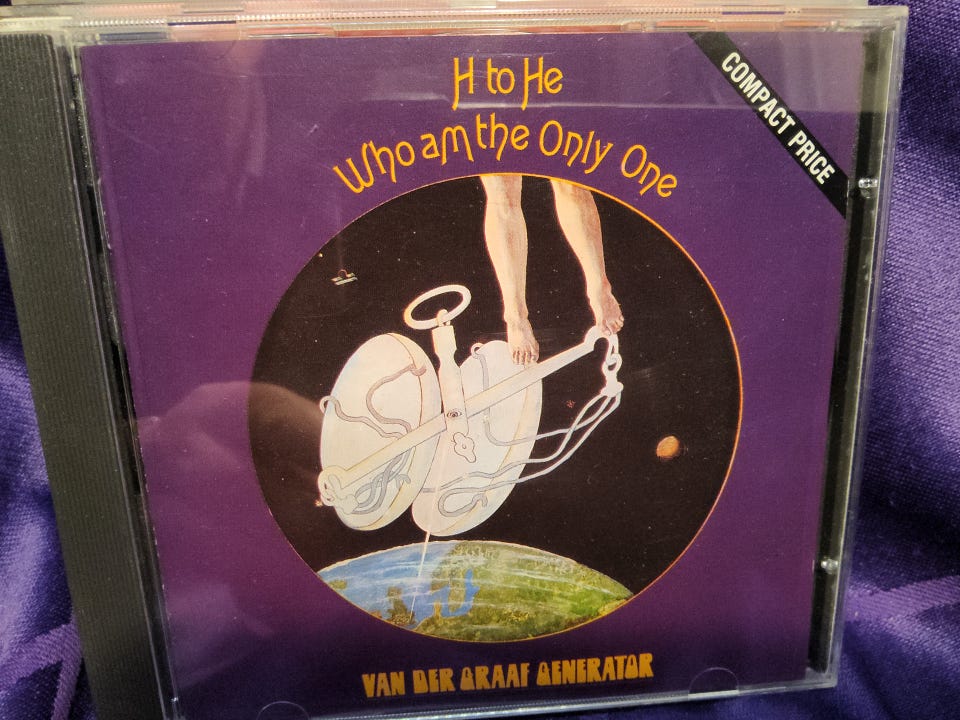 H to He
Who am the Only One
COMPACT PRICE
VAN DER GRAAF GENERATOR